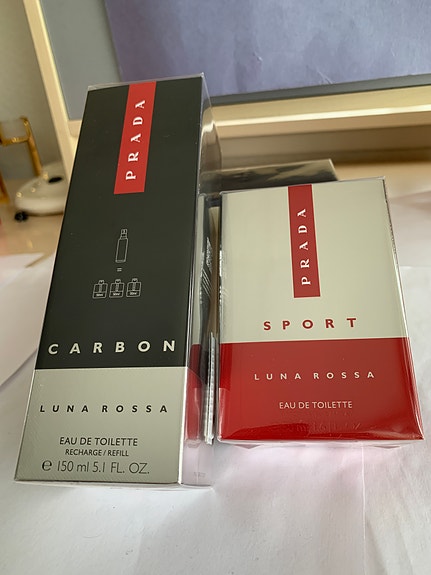 PRADA
CARBON
LUNA ROSSA
EAU DE TOILETTE
RECHARGE / REFILL
e 150 ml 5.1 FL. OZ.
PRADA
SPORT
LUNA ROSSA
EAU DE TOILETTE